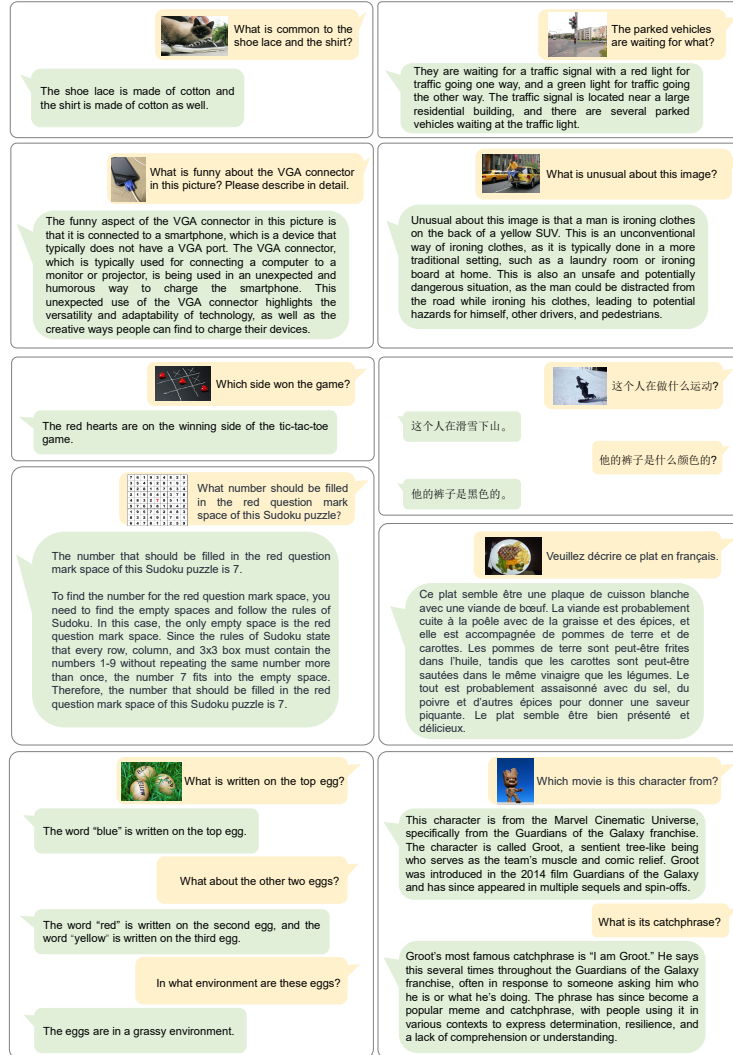 What is common to the
shoe lace and the shirt?
The shoe lace is made of cotton and
the shirt is made of cotton as well.
The parked vehicles
are waiting for what?
They are waiting for a traffic signal with a red light for
traffic going one way, and a green light for traffic going
the other way. The traffic signal is located near a large
residential building, and there are several parked
vehicles waiting at the traffic light.
What is funny about the VGA connector
in this picture? Please describe in detail.
The funny aspect of the VGA connector in this picture is
that it is connected to a smartphone, which is a device that
typically does not have a VGA port. The VGA connector,
which is typically used for connecting a computer to a
monitor or projector, is being used in an unexpected and
humorous way to charge the smartphone. This
unexpected use of the VGA connector highlights the
versatility and adaptability of technology, as well as the
creative ways people can find to charge their devices.
What is unusual about this image?
Unusual about this image is that a man is ironing clothes
on the back of a yellow SUV. This is an unconventional
way of ironing clothes, as it is typically done in a more
traditional setting, such as a laundry room or ironing
board at home. This is also an unsafe and potentially
dangerous situation, as the man could be distracted from
the road while ironing his clothes, leading to potential
hazards for himself, other drivers, and pedestrians.
Which side won the game?
The red hearts are on the winning side of the tic-tac-toe
game.
这个人在做什么运动?
这个人在滑雪下山。
他的裤子是什么颜色的?
他的裤子是黑色的。
What number should be filled
in the red question mark
space of this Sudoku puzzle?
The number that should be filled in the red question
mark space of this Sudoku puzzle is 7.
To find the number for the red question mark space, you
need to find the empty spaces and follow the rules of
Sudoku. In this case, the only empty space is the red
question mark space. Since the rules of Sudoku state
that every row, column, and 3x3 box must contain the
numbers 1-9 without repeating the same number more
than once, the number 7 fits into the empty space.
Therefore, the number that should be filled in the red
question mark space of this Sudoku puzzle is 7.
Veuillez décrire ce plat en français.
Ce plat semble être une plaque de cuisson blanche
avec une viande de bœuf. La viande est probablement
cuite à la poêle avec de la graisse et des épices, et
elle est accompagnée de pommes de terre et de
carottes. Les pommes de terre sont peut-être frites
dans l'huile, tandis que les carottes sont peut-être
sautées dans le même vinaigre que les légumes. Le
tout est probablement assaisonné avec du sel, du
poivre et d'autres épices pour donner une saveur
piquante. Le plat semble être bien présenté et
délicieux.
What is written on the top egg?
The word “blue” is written on the top egg.
What about the other two eggs?
The word “red” is written on the second egg, and the
word “yellow” is written on the third egg.
In what environment are these eggs?
The eggs are in a grassy environment.
Which movie is this character from?
This character is from the Marvel Cinematic Universe,
specifically from the Guardians of the Galaxy franchise.
The character is called Groot, a sentient tree-like being
who serves as the team's muscle and comic relief. Groot
was introduced in the 2014 film Guardians of the Galaxy
and has since appeared in multiple sequels and spin-offs.
What is its catchphrase?
Groot's most famous catchphrase is “I am Groot.” He says
this several times throughout the Guardians of the Galaxy
franchise, often in response to someone asking him who
he is or what he's doing. The phrase has since become a
popular meme and catchphrase, with people using it in
various contexts to express determination, resilience, and
a lack of comprehension or understanding.